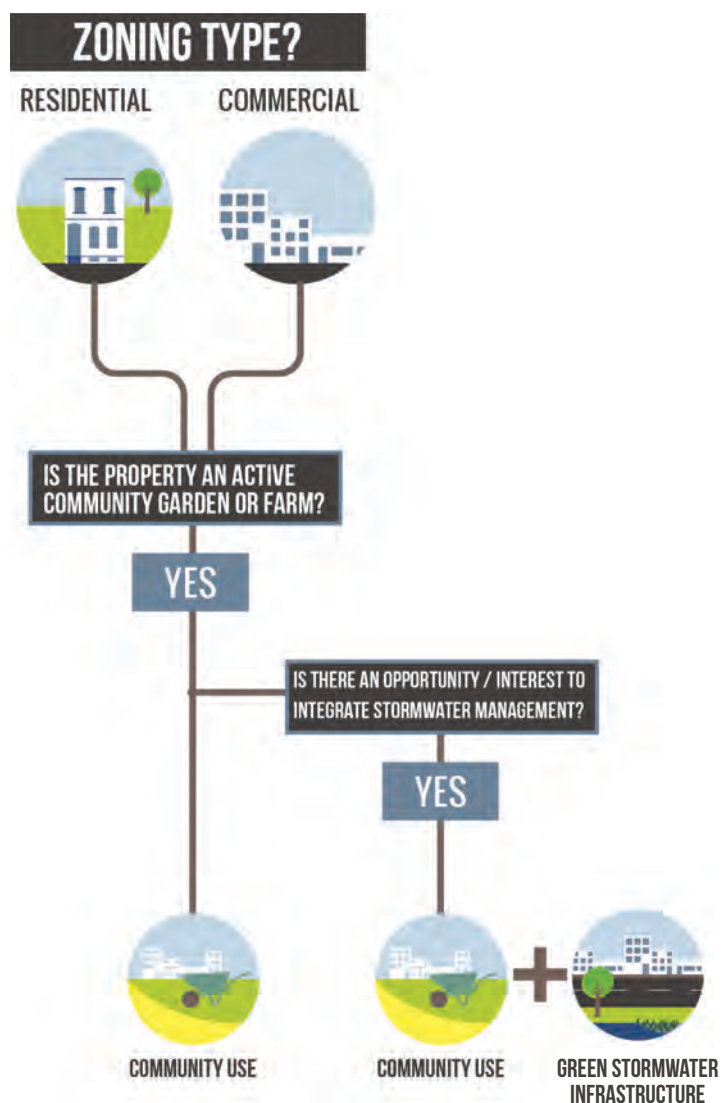 ZONING TYPE?
RESIDENTIAL
COMMERCIAL
IS THE PROPERTY AN ACTIVE
COMMUNITY GARDEN OR FARM?
YES
IS THERE AN OPPORTUNITY / INTEREST TO
INTEGRATE STORMWATER MANAGEMENT?
YES
COMMUNITY USE
COMMUNITY USE
GREEN STORMWATER
INFRASTRUCTURE